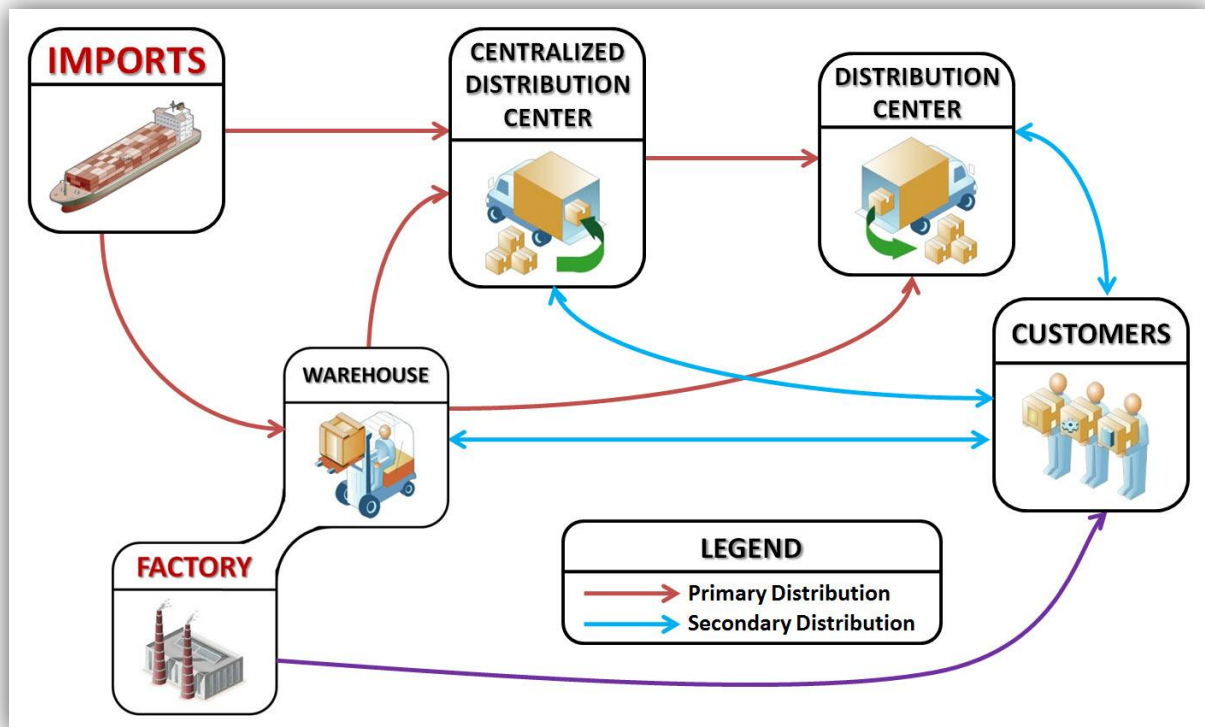 IMPORTS
CENTRALIZED
DISTRIBUTION
CENTER
DISTRIBUTION
CENTER
CUSTOMERS
WAREHOUSE
FACTORY
LEGEND
Primary Distribution
Secondary Distribution